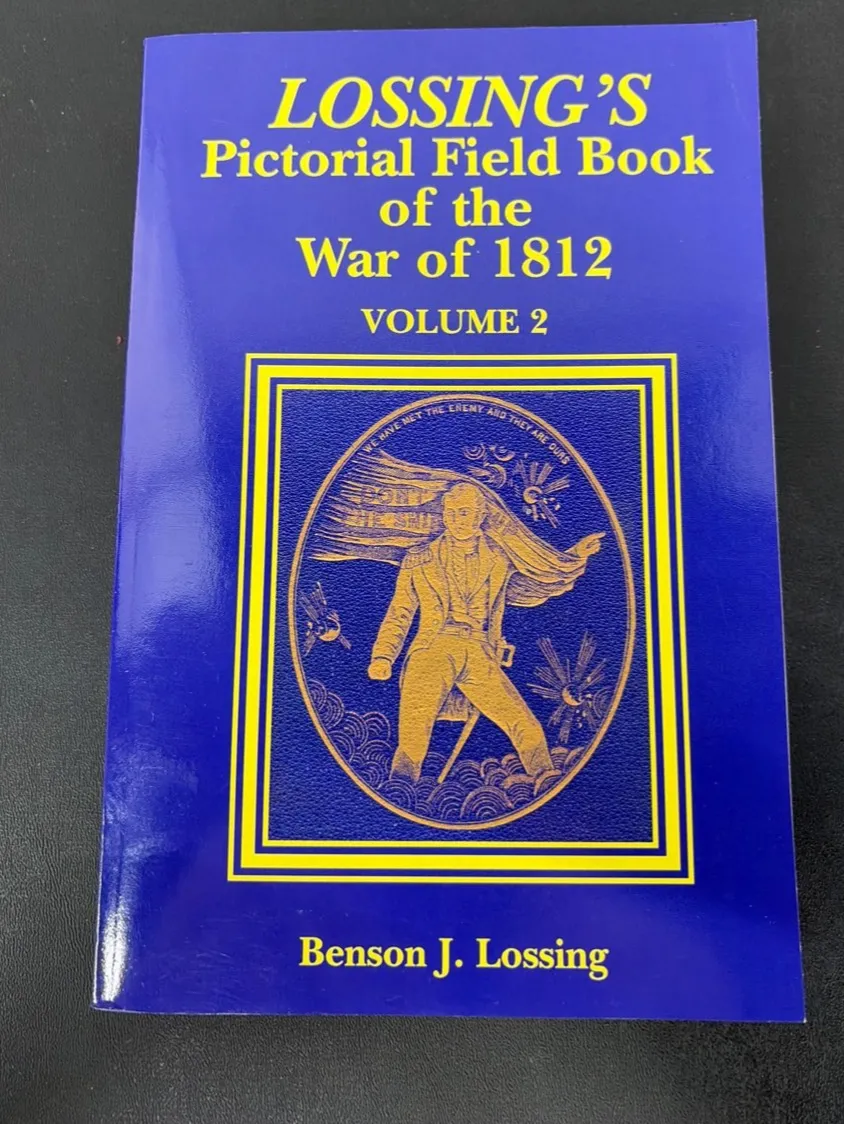 LOSSING'S
Pictorial Field Book
of the
War of 1812
VOLUME 2
WE HAVE MET THE ENEMY AND THEY ARE OURS
DON'T
Benson J. Lossing